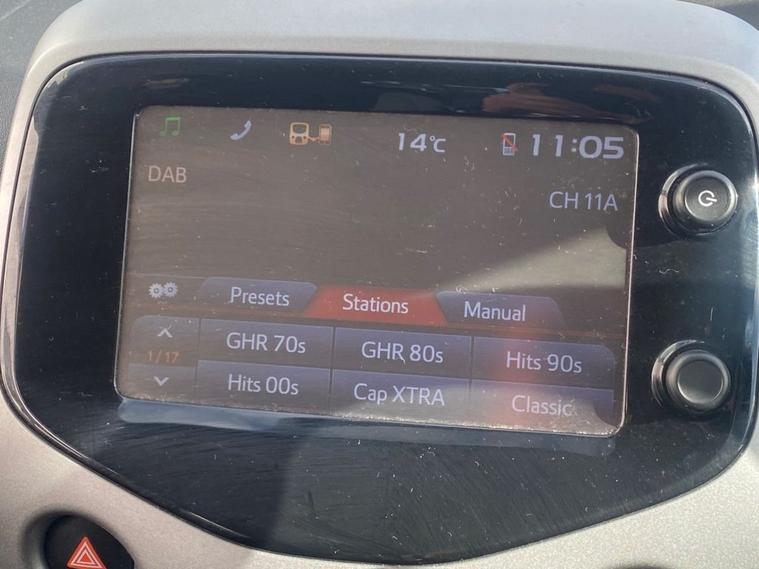 14°C
11:05
DAB
CH 11A
Presets Stations Manual
1/17
GHR 70s GHR 80s Hits 90s
Hits 00s Cap XTRA Classic